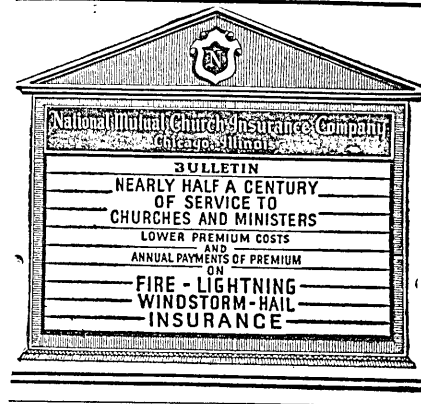 N
National Mutual Church Insurance Company
Chicago, Illinois
BULLETIN
NEARLY HALF A CENTURY
OF SERVICE TO
CHURCHES AND MINISTERS
LOWER PREMIUM COSTS
AND
ANNUAL PAYMENTS OF PREMIUM
ON
FIRE - LIGHTNING
WINDSTORM - HAIL
INSURANCE